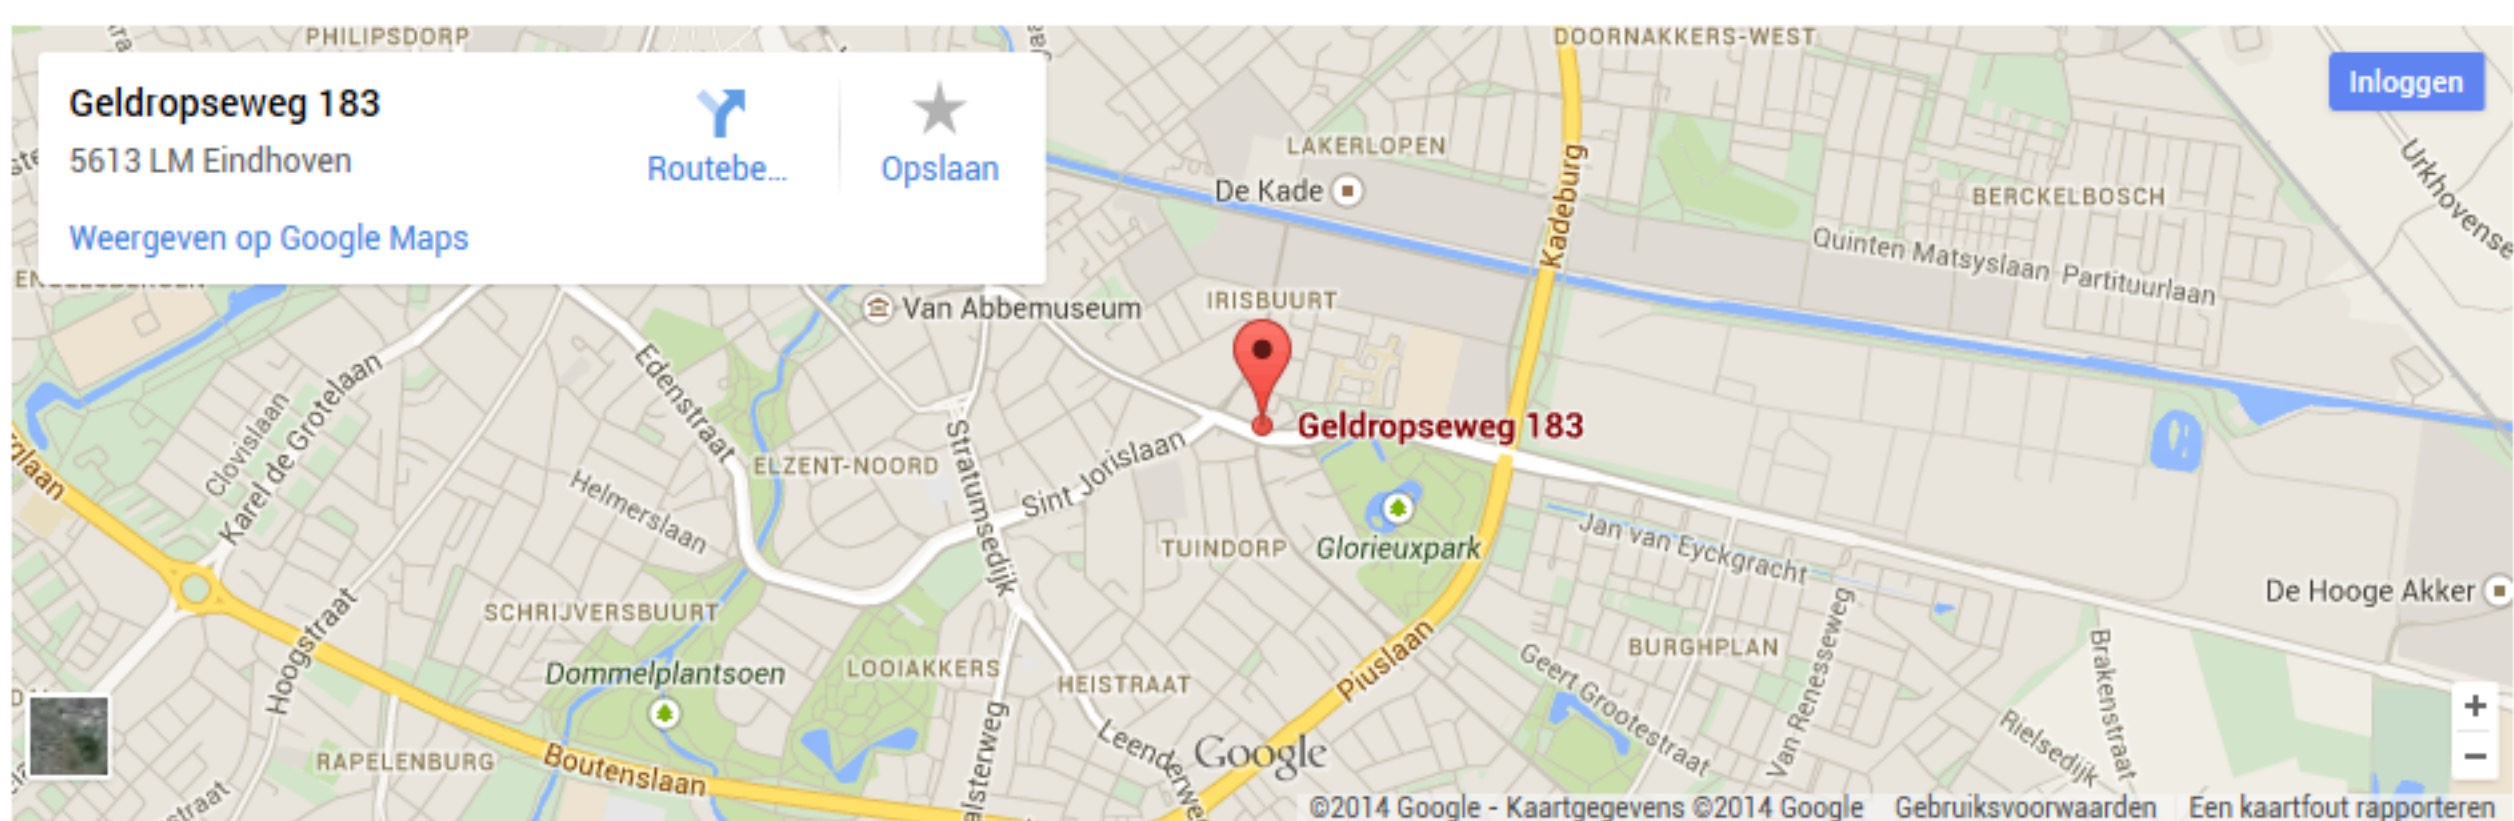 PHILIPSDORP
DOORNAKKERS-WEST
Geldropseweg 183
5613 LM Eindhoven
Routebe...
Opslaan
Weergeven op Google Maps
Inloggen
LAKERLOPEN
De Kade
Kadeburg
BERCKELBOSCH
Urkhovense
Quinten Matsyslaan
Partituurlaan
Van Abbemuseum
IRISBUURT
Geldropseweg 183
Edenstraat
Clovislaan
Karel de Grotelaan
ELZENT-NOORD
Stratumsedijk
Sint Jorislaan
Helmerslaan
TUINDORP
Glorieuxpark
Jan van Eyckgracht
De Hooge Akker
SCHRIJVERSBUURT
Hoogstraat
Dommelplantsoen
LOOIAKKERS
HEISTRAAT
Piuslaan
BURGHPLAN
Geert Grootestraat
Van Renesseweg
Brakenstraat
Rielsedijk
RAPELENBURG
Boutenslaan
alsterweg
Leenderwe
Google
straat
+
−
©2014 Google - Kaartgegevens ©2014 Google
Gebruiksvoorwaarden
Een kaartfout rapporteren